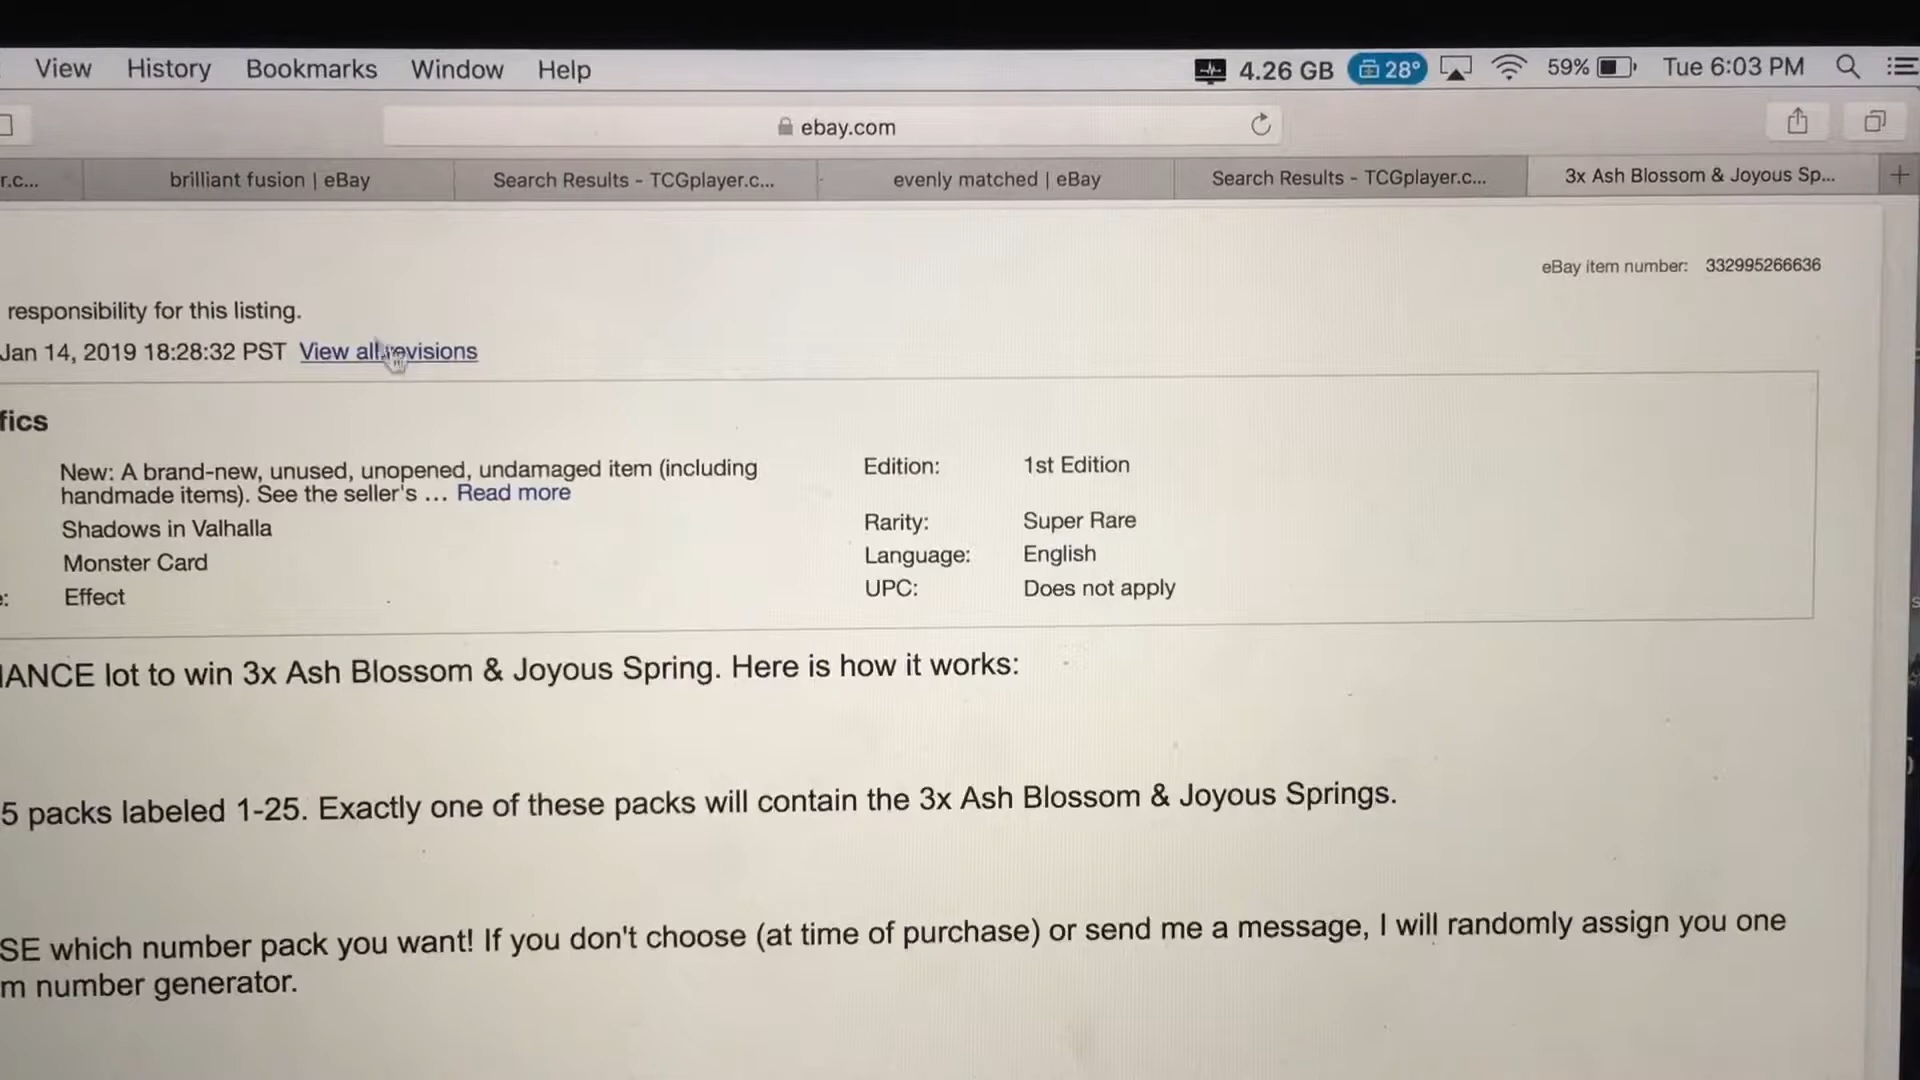 View History Bookmarks Window Help 4.26 GB 28° 59% Tue 6:03 PM
ebay.com
r.c... brilliant fusion | eBay Search Results - TCGplayer.c... evenly matched | eBay Search Results - TCGplayer.c... 3x Ash Blossom & Joyous Sp...
eBay item number: 332995266636
responsibility for this listing.
Jan 14, 2019 18:28:32 PST View all revisions
fics
New: A brand-new, unused, unopened, undamaged item (including Edition: 1st Edition
handmade items). See the seller's ... Read more
Shadows in Valhalla Rarity: Super Rare
Monster Card Language: English
e: Effect UPC: Does not apply
IANCE lot to win 3x Ash Blossom & Joyous Spring. Here is how it works:
5 packs labeled 1-25. Exactly one of these packs will contain the 3x Ash Blossom & Joyous Springs.
SE which number pack you want! If you don't choose (at time of purchase) or send me a message, I will randomly assign you one
m number generator.